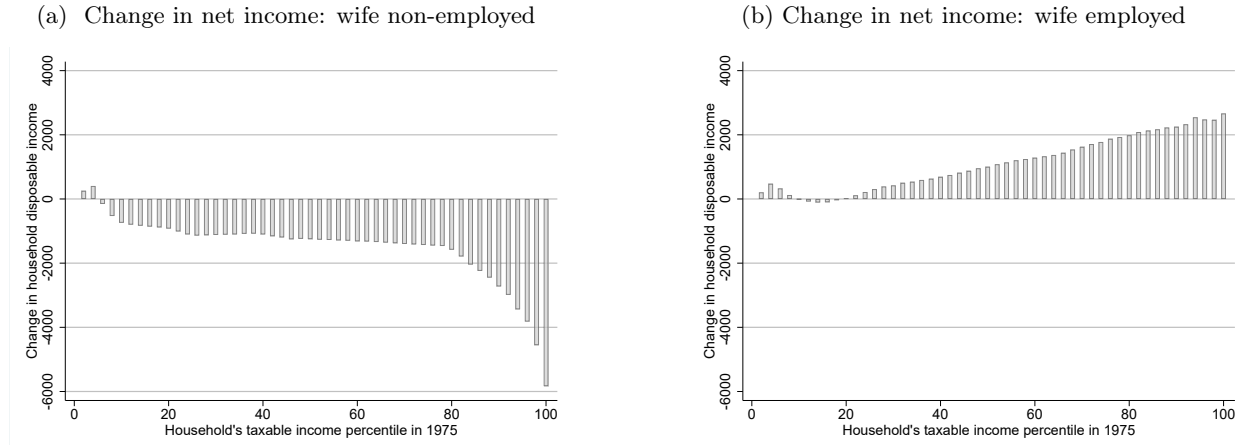 (a) Change in net income: wife non-employed
Change in household disposable income
4000
2000
0
-2000
-4000
-6000
0 20 40 60 80 100
Household's taxable income percentile in 1975
(b) Change in net income: wife employed
Change in household disposable income
4000
2000
0
-2000
-4000
-6000
0 20 40 60 80 100
Household's taxable income percentile in 1975